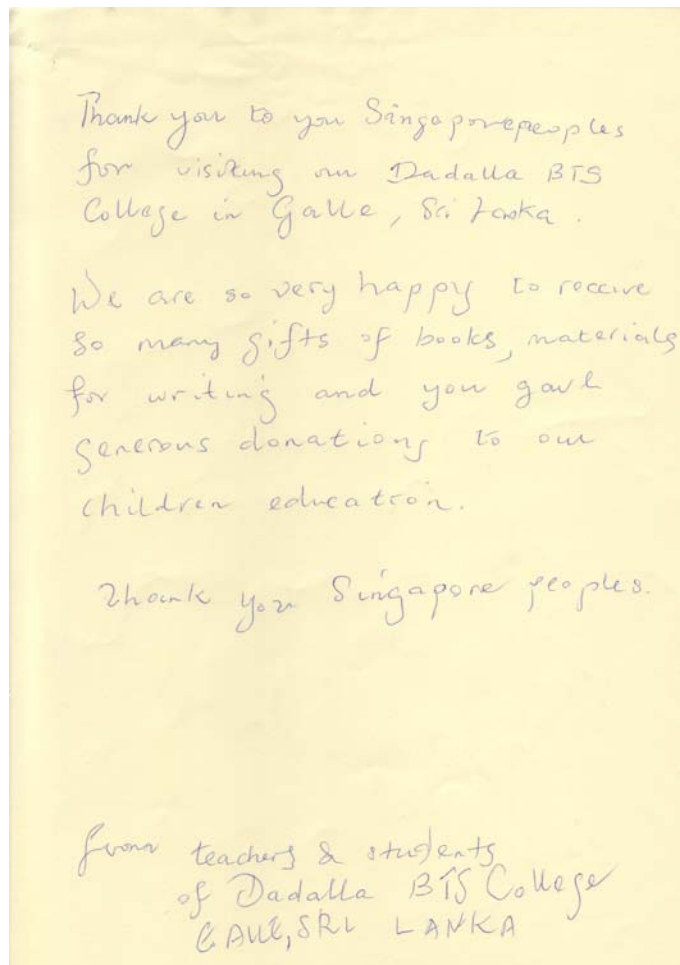 Thank you to you Singaporepeoples
for visiting our Dadalla BTS
College in Galle, Sri Lanka.
We are so very happy to receive
so many gifts of books, materials
for writing and you gave
generous donations to our
children education.
Thank you Singapore peoples.
from teachers & students
of Dadalla BTS College
GALLE, SRI LANKA